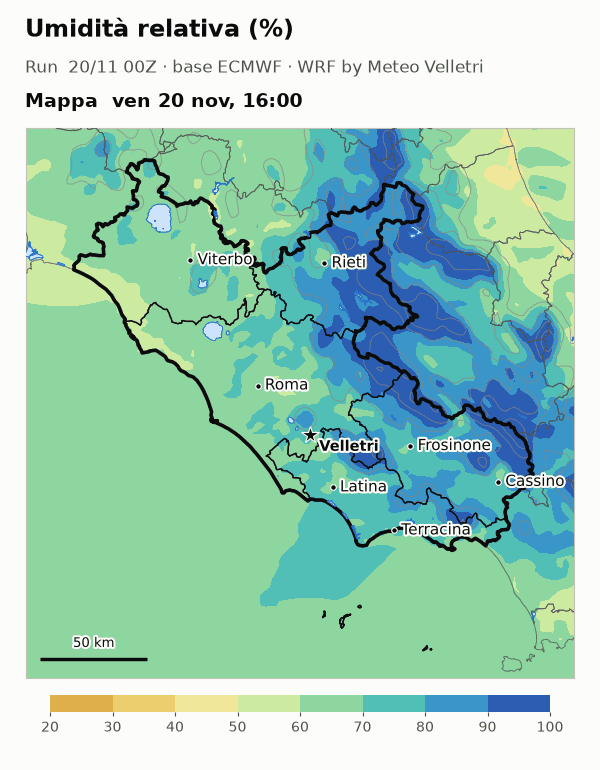 Umidità relativa (%)
Run  20/11 00Z · base ECMWF · WRF by Meteo Velletri
Mappa  ven 20 nov, 16:00
Viterbo
Rieti
Roma
Velletri
Frosinone
Cassino
Latina
Terracina
50 km
20 30 40 50 60 70 80 90 100